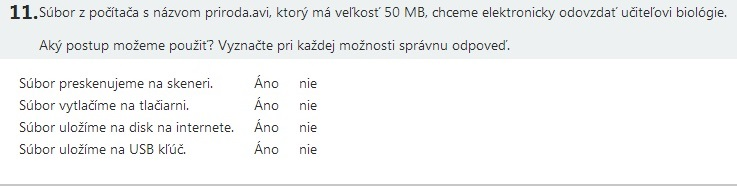 11. Súbor z počítača s názvom priroda.avi, ktorý má veľkosť 50 MB, chceme elektronicky odovzdať učiteľovi biológie.
Aký postup možeme použiť? Vyznačte pri každej možnosti správnu odpoveď.
Súbor preskenujeme na skeneri. Áno nie
Súbor vytlačíme na tlačiarni. Áno nie
Súbor uložíme na disk na internete. Áno nie
Súbor uložíme na USB kľúč. Áno nie